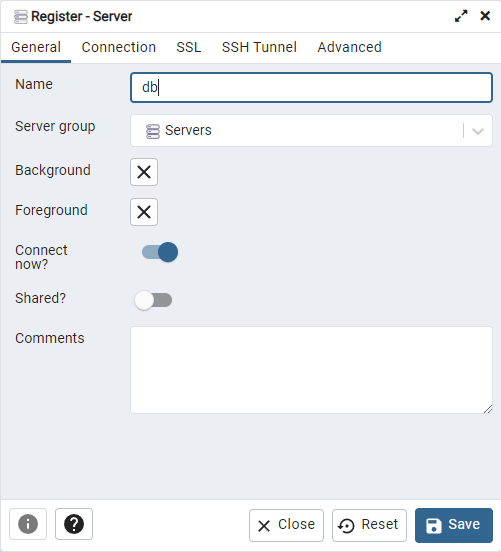 Register - Server
General Connection SSL SSH Tunnel Advanced
Name db
Server group Servers
Background
Foreground
Connect
now?
Shared?
Comments
Close Reset Save